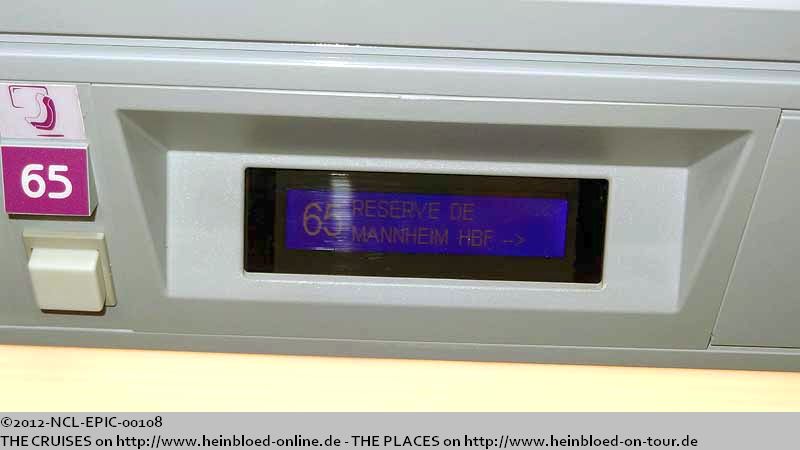 65
65 RESERVE DE
MANNHEIM HBF -->
©2012-NCL-EPIC-00108
THE CRUISES on http://www.heinbloed-online.de - THE PLACES on http://www.heinbloed-on-tour.de